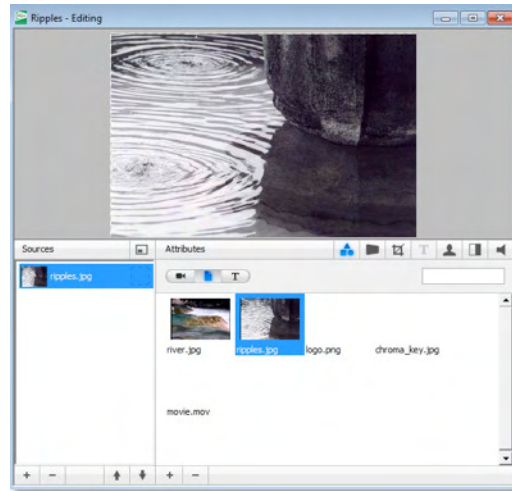 Ripples - Editing
Sources
Attributes
T
T
ripples.jpg
river.jpg
ripples.jpg
logo.png
chroma_key.jpg
movie.mov